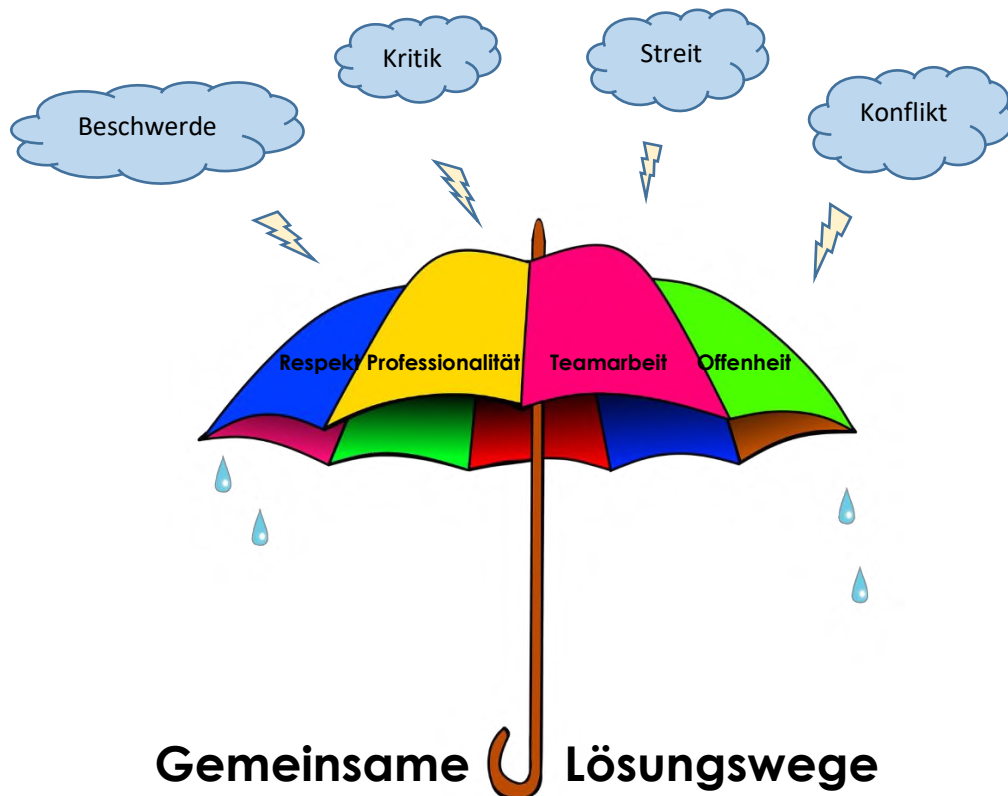 Kritik
Streit
Beschwerde
Konflikt
Respekt Professionalität Teamarbeit Offenheit
Gemeinsame Lösungswege